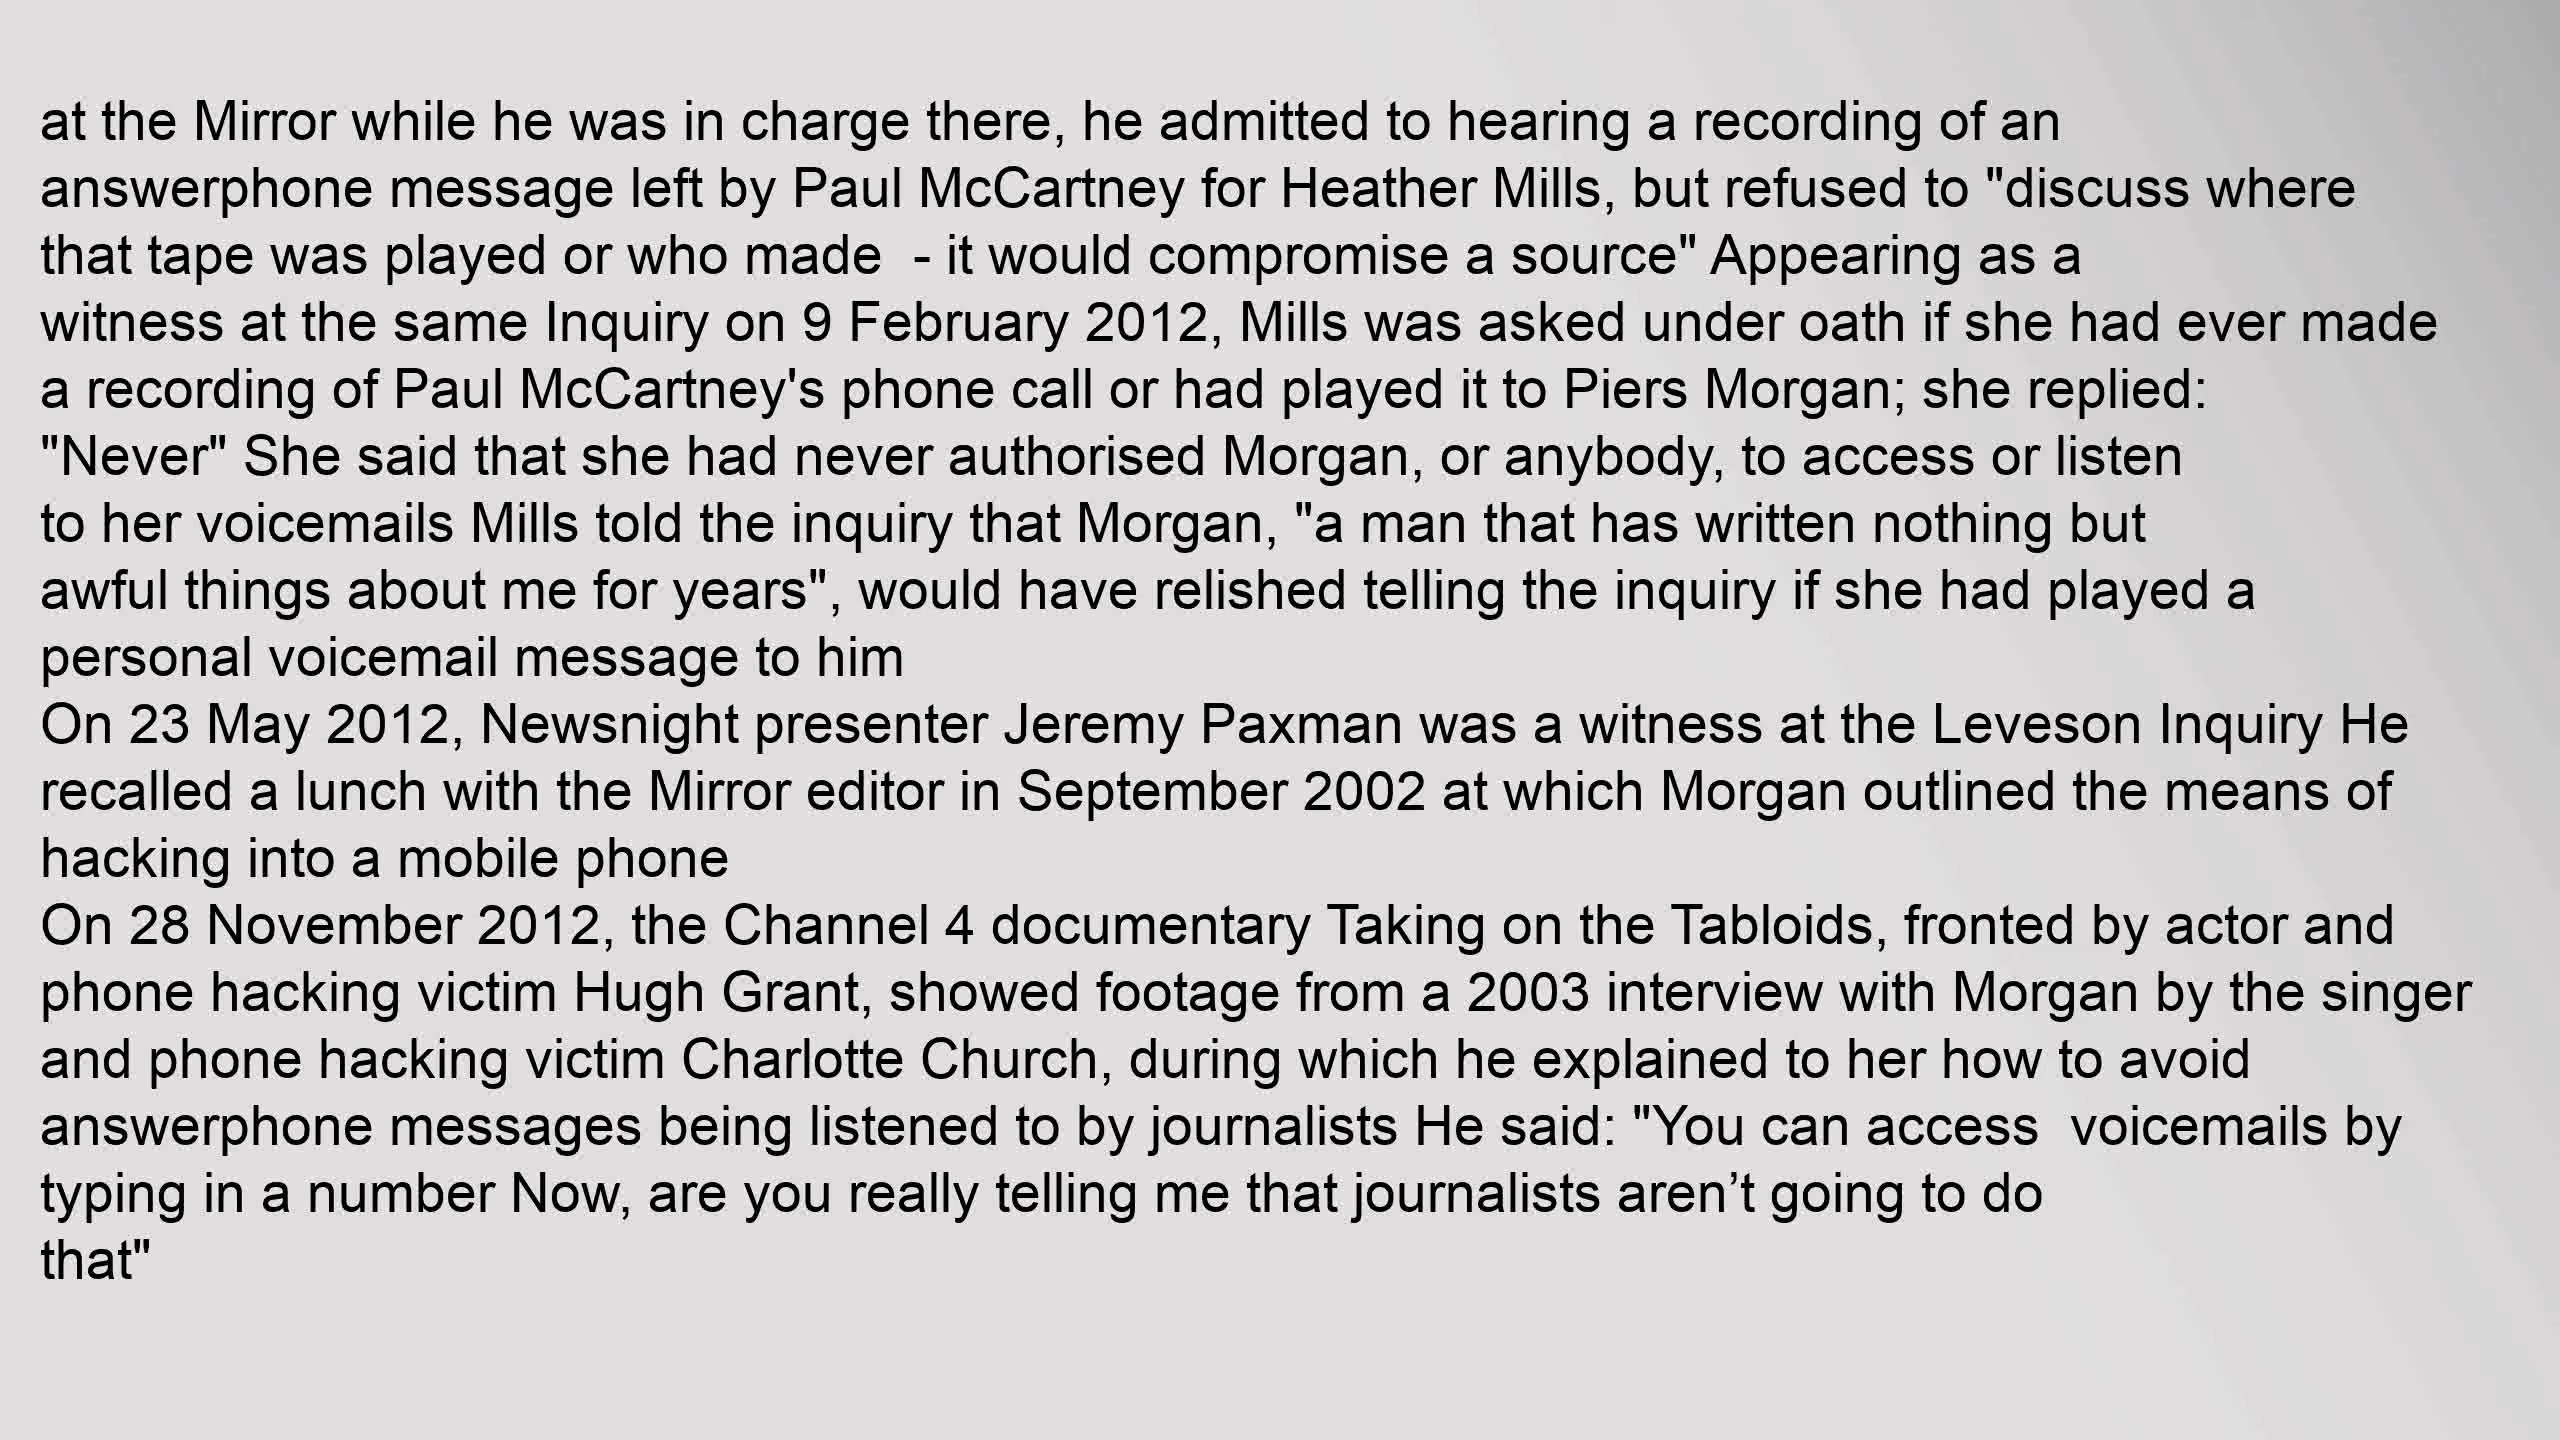 at the Mirror while he was in charge there, he admitted to hearing a recording of an
answerphone message left by Paul McCartney for Heather Mills, but refused to "discuss where
that tape was played or who made  - it would compromise a source" Appearing as a
witness at the same Inquiry on 9 February 2012, Mills was asked under oath if she had ever made
a recording of Paul McCartney's phone call or had played it to Piers Morgan; she replied:
"Never" She said that she had never authorised Morgan, or anybody, to access or listen
to her voicemails Mills told the inquiry that Morgan, "a man that has written nothing but
awful things about me for years", would have relished telling the inquiry if she had played a
personal voicemail message to him
On 23 May 2012, Newsnight presenter Jeremy Paxman was a witness at the Leveson Inquiry He
recalled a lunch with the Mirror editor in September 2002 at which Morgan outlined the means of
hacking into a mobile phone
On 28 November 2012, the Channel 4 documentary Taking on the Tabloids, fronted by actor and
phone hacking victim Hugh Grant, showed footage from a 2003 interview with Morgan by the singer
and phone hacking victim Charlotte Church, during which he explained to her how to avoid
answerphone messages being listened to by journalists He said: "You can access  voicemails by
typing in a number Now, are you really telling me that journalists aren’t going to do
that"